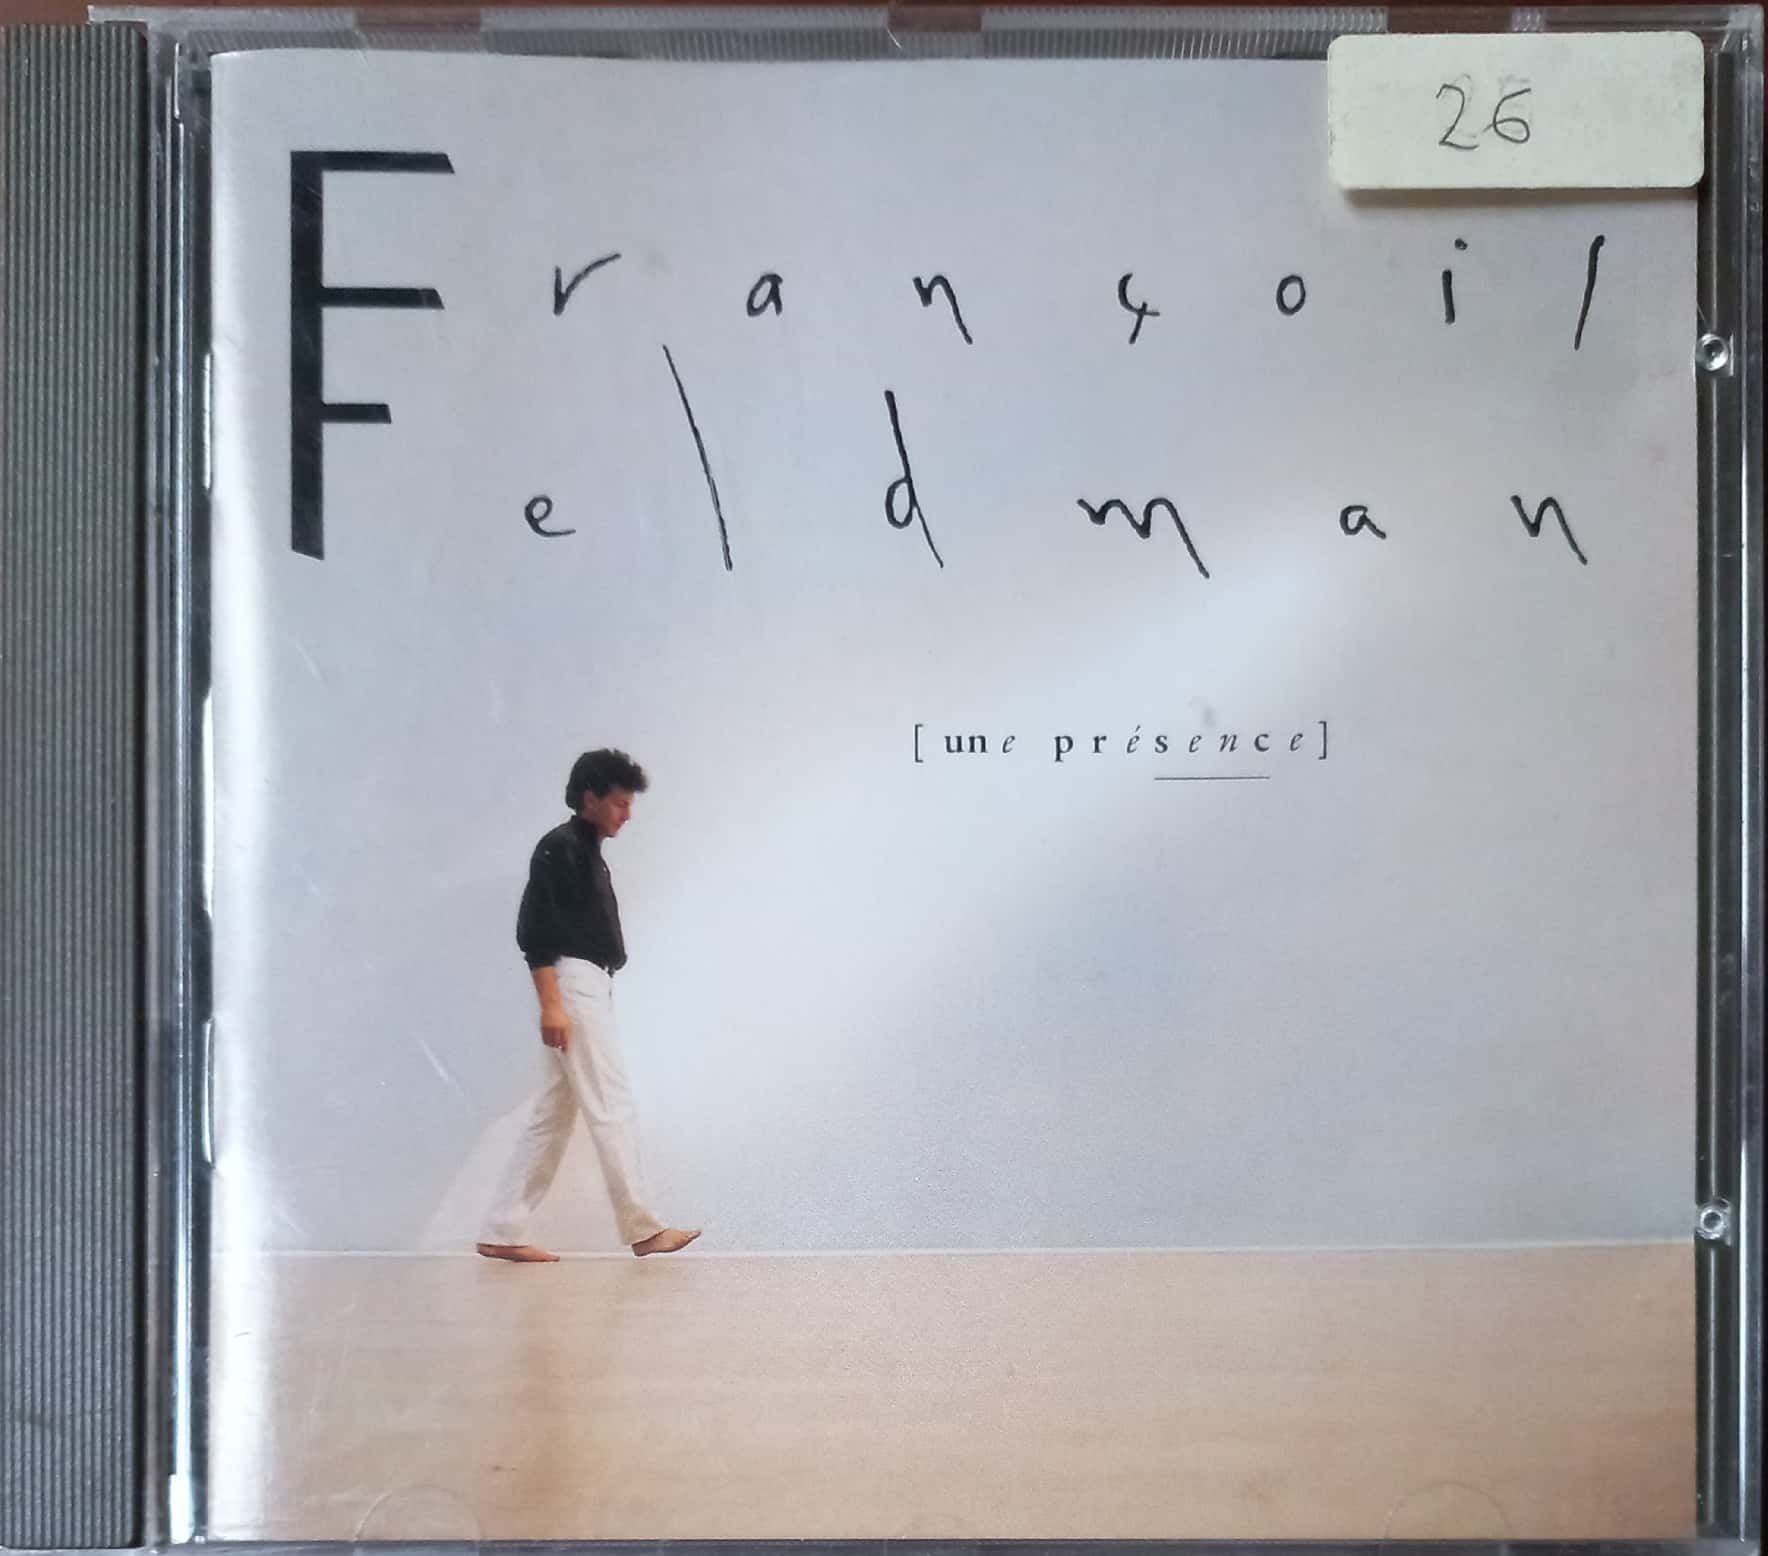 26
François
Feldman
[une présence]